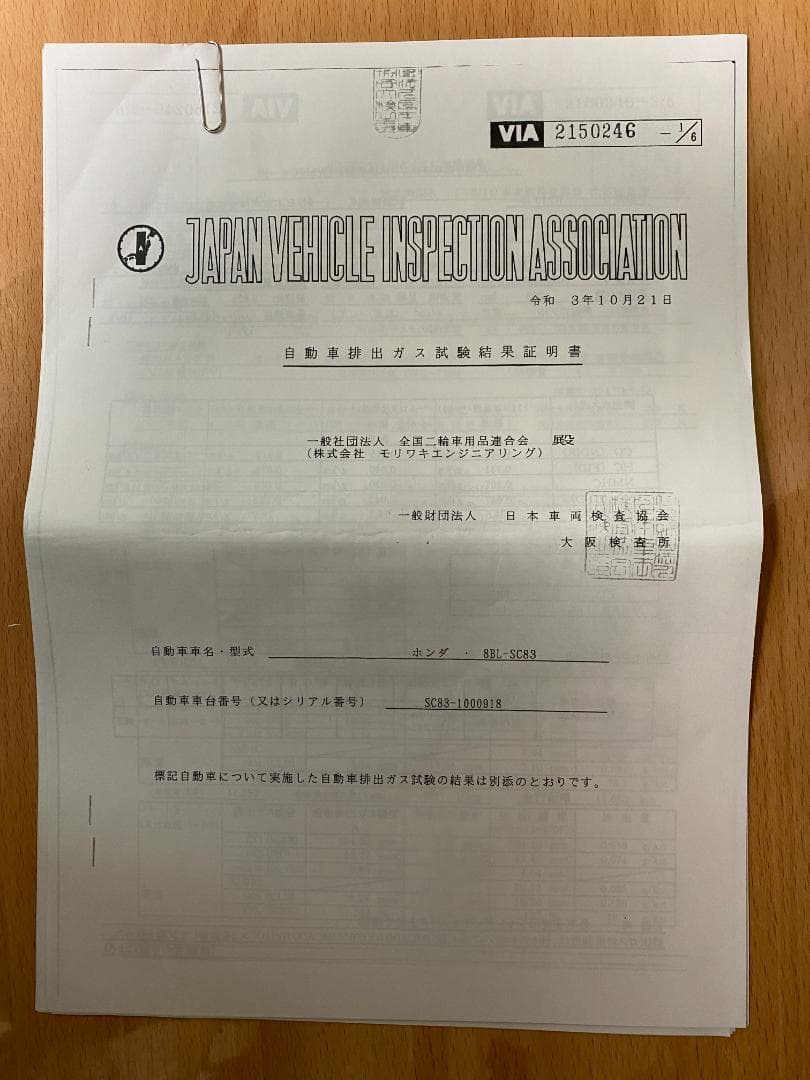 VIA 2150246 -1/6
JAPAN VEHICLE INSPECTION ASSOCIATION
令和 3年10月21日
自動車排出ガス試験結果証明書
一般社団法人 全国二輪車用品連合会 殿
(株式会社 モリワキエンジニアリング)
一般財団法人 日本車両検査協会
大阪検査所
自動車車名・型式 ホンダ ・ 8BL-SC83
自動車車台番号(又はシリアル番号) SC83-1000918
標記自動車について実施した自動車排出ガス試験の結果は別添のとおりです。